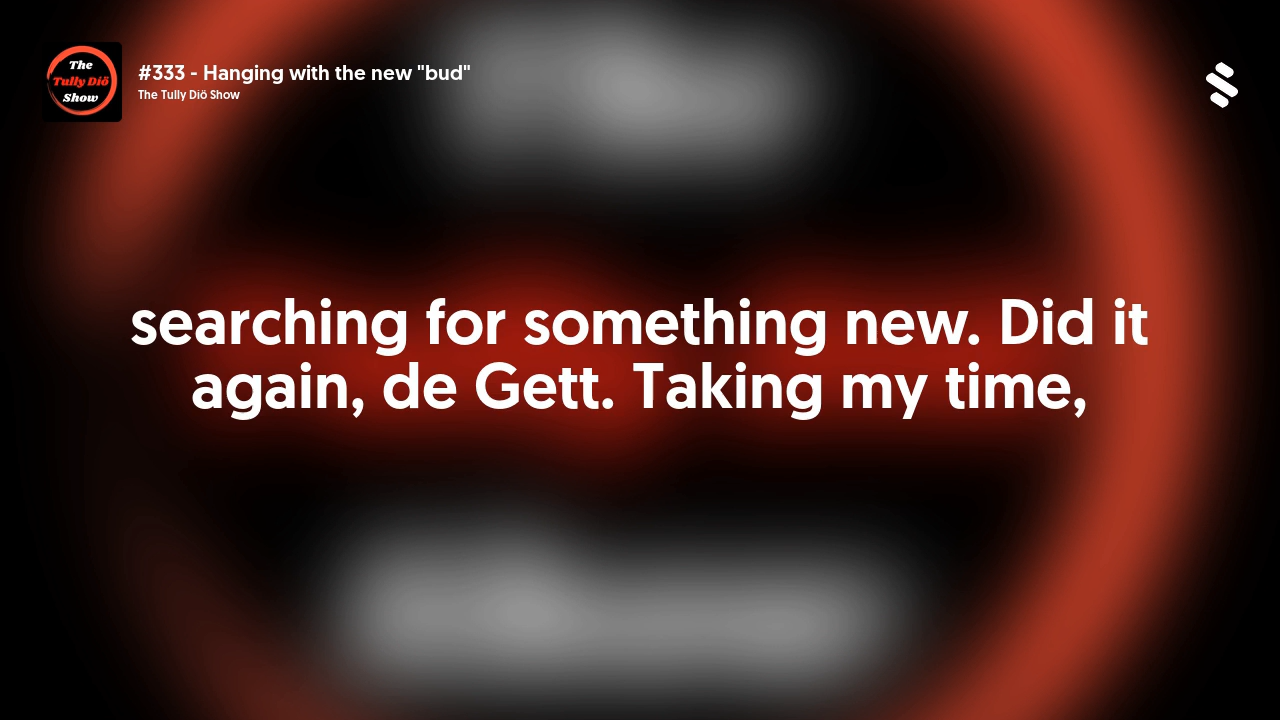 The
Tully Diö
Show
#333 - Hanging with the new "bud"
The Tully Diö Show
searching for something new. Did it
again, de Gett. Taking my time,